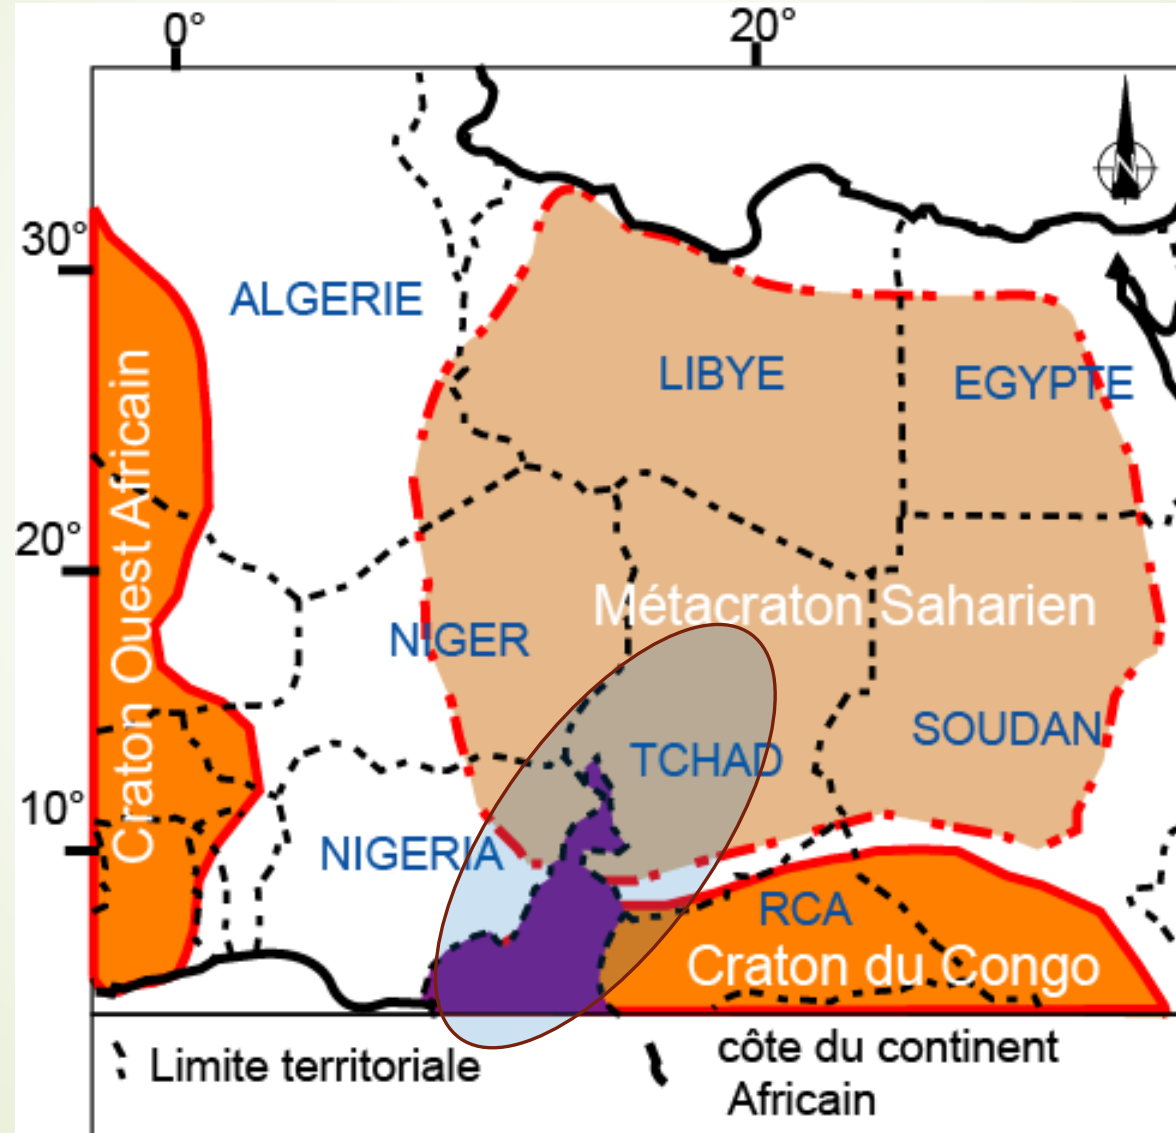 0°
20°
N
30°
ALGERIE
LIBYE
EGYPTE
Craton Ouest Africain
20°
Métacraton Saharien
NIGER
SOUDAN
TCHAD
10°
NIGERIA
RCA
Craton du Congo
Limite territoriale
côte du continent
Africain